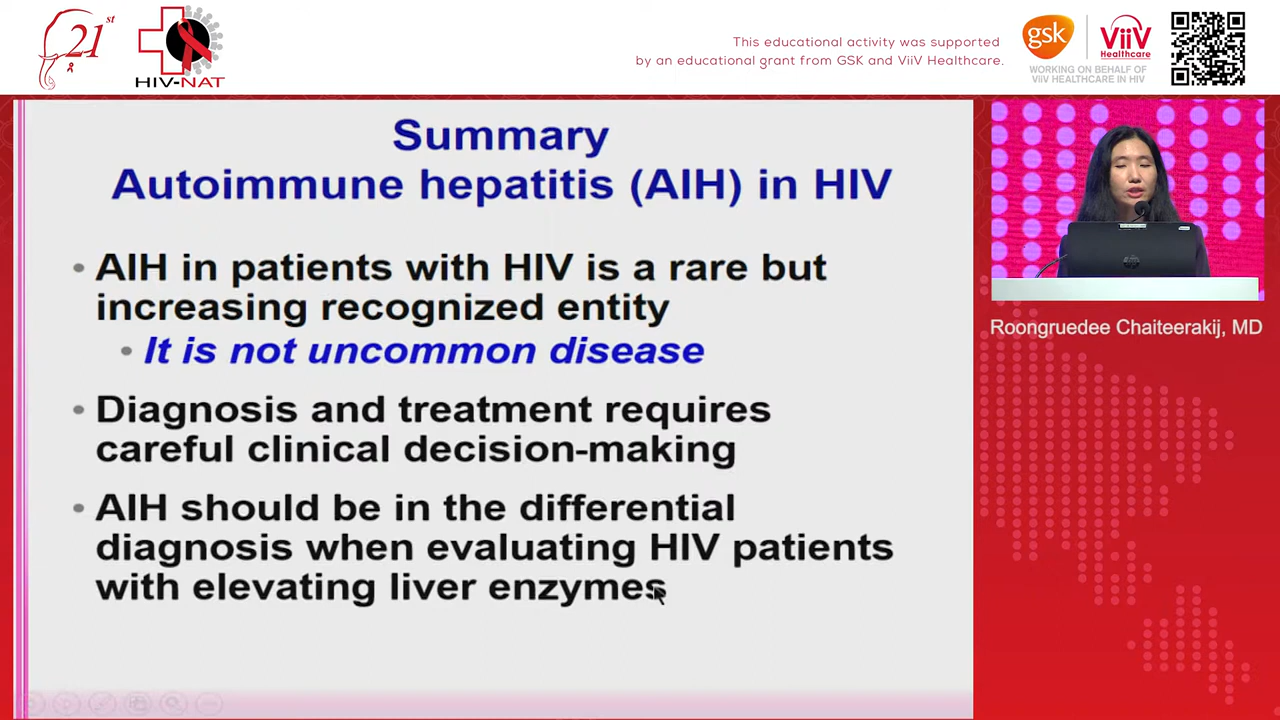 21st
HIV-NAT
This educational activity was supported
by an educational grant from GSK and ViiV Healthcare.
gsk
ViiV
Healthcare
WORKING ON BEHALF OF
ViiV HEALTHCARE IN HIV
Summary
Autoimmune hepatitis (AIH) in HIV
• AIH in patients with HIV is a rare but
increasing recognized entity
• It is not uncommon disease
• Diagnosis and treatment requires
careful clinical decision-making
• AIH should be in the differential
diagnosis when evaluating HIV patients
with elevating liver enzymes
Roongruedee Chaiteerakij, MD